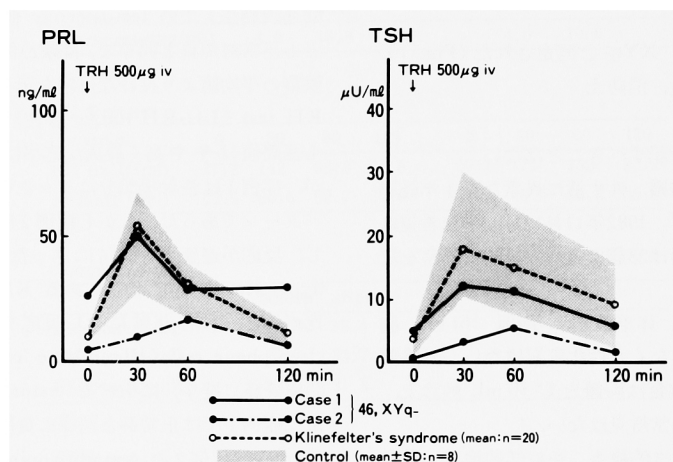 PRL
TRH 500μg iv
ng/ml
100
50
0
0 30 60 120 min
TSH
TRH 500μg iv
μU/ml
40
30
20
10
0
0 30 60 120 min
Case 1
Case 2
46, XYq-
Klinefelter's syndrome (mean:n=20)
Control (mean±SD:n=8)